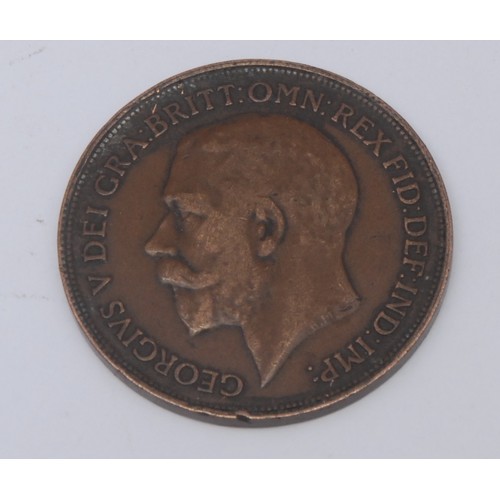 GEORGIVS V DEI GRA:BRITT:OMN:REX FID:DEF:IND:IMP: